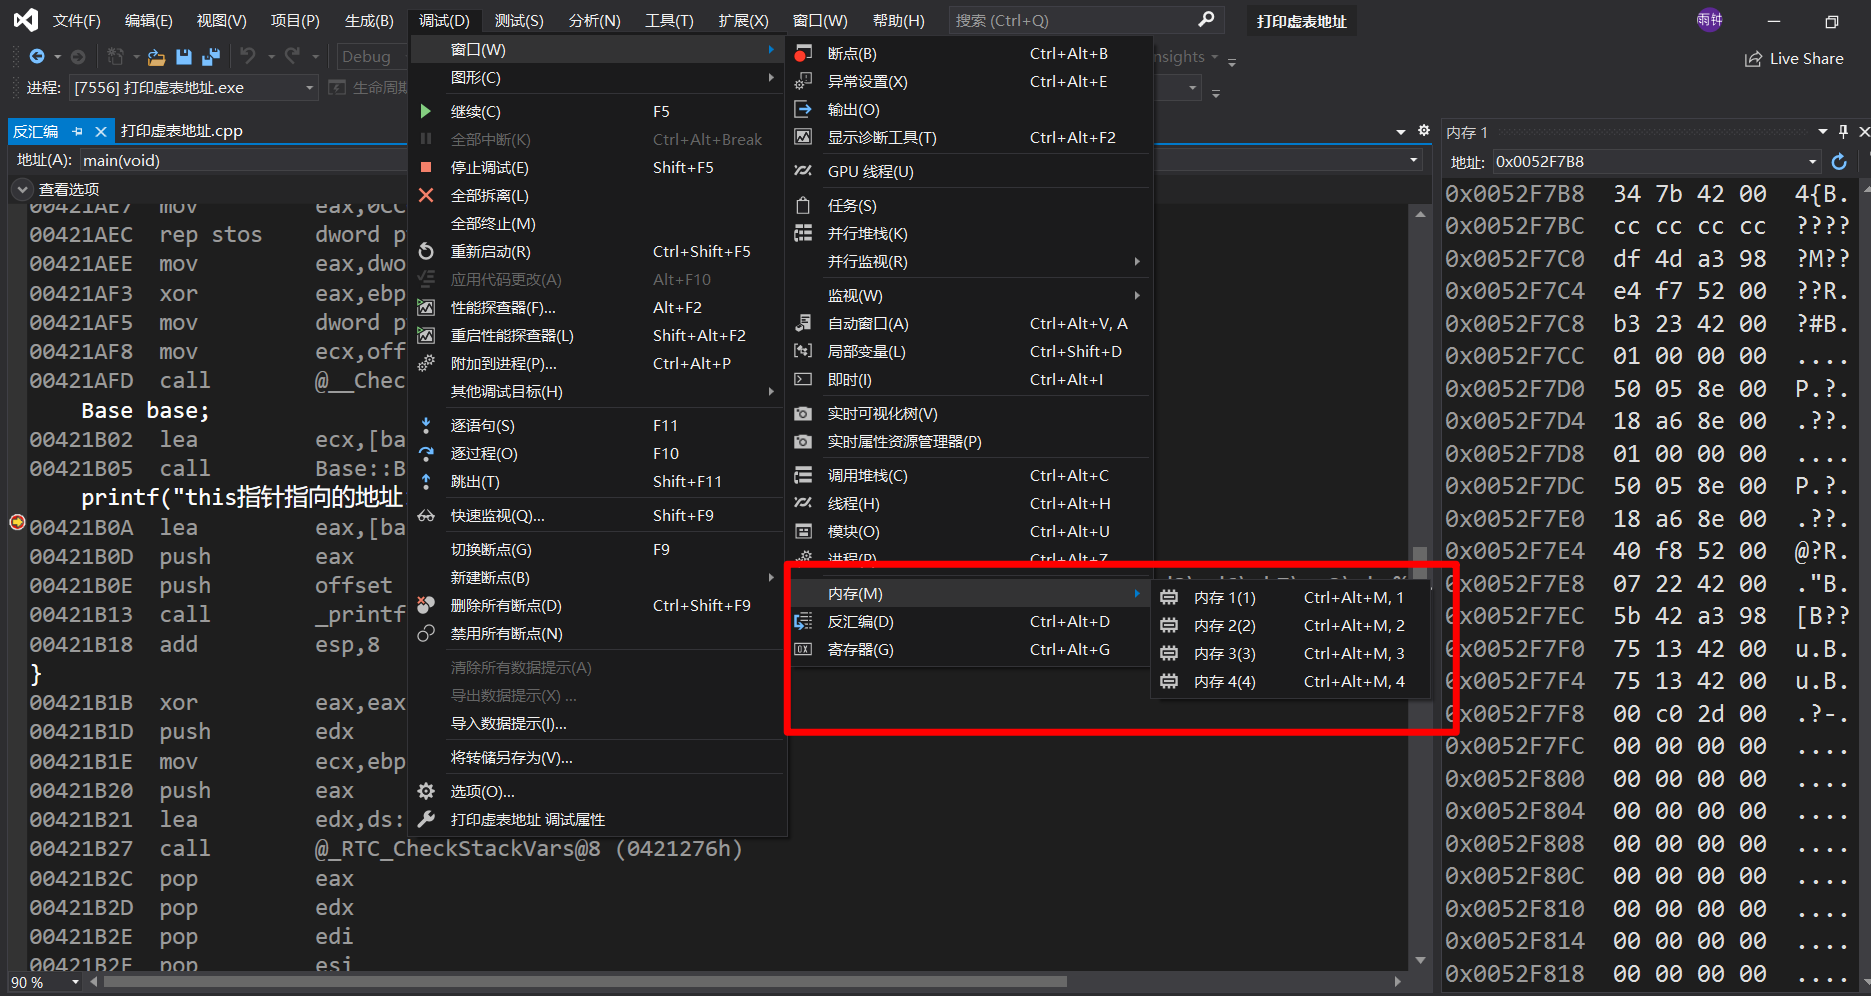 文件(F) 编辑(E) 视图(V) 项目(P) 生成(B) 调试(D) 测试(S) 分析(N) 工具(T) 扩展(X) 窗口(W) 帮助(H) 搜索 (Ctrl+Q) 打印虚表地址 雨钟
Debug nsights Live Share
进程: [7556] 打印虚表地址.exe 生命周期
反汇编 打印虚表地址.cpp
地址(A): main(void)
查看选项
00421AE7 mov eax,0CC
00421AEC rep stos dword p
00421AEE mov eax,dwo
00421AF3 xor eax,ebp
00421AF5 mov dword p
00421AF8 mov ecx,off
00421AFD call @__Chec
Base base;
00421B02 lea ecx,[ba
00421B05 call Base::B
printf("this指针指向的地址
00421B0A lea eax,[ba
00421B0D push eax
00421B0E push offset
00421B13 call _printf
00421B18 add esp,8
}
00421B1B xor eax,eax
00421B1D push edx
00421B1E mov ecx,ebp
00421B20 push eax
00421B21 lea edx,ds:
00421B27 call @_RTC_CheckStackVars@8 (0421276h)
00421B2C pop eax
00421B2D pop edx
00421B2E pop edi
00421B2F pop esi
90 %
窗口(W)
图形(C)
继续(C) F5
全部中断(K) Ctrl+Alt+Break
停止调试(E) Shift+F5
全部拆离(L)
全部终止(M)
重新启动(R) Ctrl+Shift+F5
应用代码更改(A) Alt+F10
性能探查器(F)... Alt+F2
重启性能探查器(L) Shift+Alt+F2
附加到进程(P)... Ctrl+Alt+P
其他调试目标(H)
逐语句(S) F11
逐过程(O) F10
跳出(T) Shift+F11
快速监视(Q)... Shift+F9
切换断点(G) F9
新建断点(B)
删除所有断点(D) Ctrl+Shift+F9
禁用所有断点(N)
清除所有数据提示(A)
导出数据提示(X) ...
导入数据提示(I)...
将转储另存为(V)...
选项(O)...
打印虚表地址 调试属性
断点(B) Ctrl+Alt+B
异常设置(X) Ctrl+Alt+E
输出(O)
显示诊断工具(T) Ctrl+Alt+F2
GPU 线程(U)
任务(S)
并行堆栈(K)
并行监视(R)
监视(W)
自动窗口(A) Ctrl+Alt+V, A
局部变量(L) Ctrl+Shift+D
即时(I) Ctrl+Alt+I
实时可视化树(V)
实时属性资源管理器(P)
调用堆栈(C) Ctrl+Alt+C
线程(H) Ctrl+Alt+H
模块(O) Ctrl+Alt+U
进程(P) Ctrl+Alt+Z
内存(M)
反汇编(D) Ctrl+Alt+D
寄存器(G) Ctrl+Alt+G
内存 1(1) Ctrl+Alt+M, 1
内存 2(2) Ctrl+Alt+M, 2
内存 3(3) Ctrl+Alt+M, 3
内存 4(4) Ctrl+Alt+M, 4
内存 1
地址: 0x0052F7B8
0x0052F7B8 34 7b 42 00 4{B.
0x0052F7BC cc cc cc cc ????
0x0052F7C0 df 4d a3 98 ?M??
0x0052F7C4 e4 f7 52 00 ??R.
0x0052F7C8 b3 23 42 00 ?#B.
0x0052F7CC 01 00 00 00 ....
0x0052F7D0 50 05 8e 00 P.?.
0x0052F7D4 18 a6 8e 00 .??.
0x0052F7D8 01 00 00 00 ....
0x0052F7DC 50 05 8e 00 P.?.
0x0052F7E0 18 a6 8e 00 .??.
0x0052F7E4 40 f8 52 00 @?R.
0x0052F7E8 07 22 42 00 ."B.
0x0052F7EC 5b 42 a3 98 [B??
0x0052F7F0 75 13 42 00 u.B.
0x0052F7F4 75 13 42 00 u.B.
0x0052F7F8 00 c0 2d 00 .?-.
0x0052F7FC 00 00 00 00 ....
0x0052F800 00 00 00 00 ....
0x0052F804 00 00 00 00 ....
0x0052F808 00 00 00 00 ....
0x0052F80C 00 00 00 00 ....
0x0052F810 00 00 00 00 ....
0x0052F814 00 00 00 00 ....
0x0052F818 00 00 00 00 ....